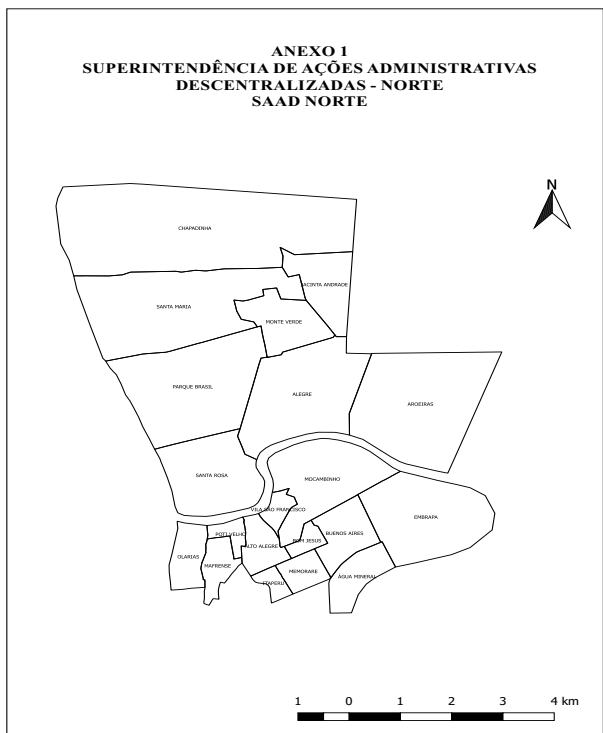 ANEXO 1
SUPERINTENDÊNCIA DE AÇÕES ADMINISTRATIVAS
DESCENTRALIZADAS - NORTE
SAAD NORTE
N
CHAPADINHA
JACINTA ANDRADE
SANTA MARIA
MONTE VERDE
PARQUE BRASIL
ALEGRE
AROEIRAS
SANTA ROSA
MOCAMBINHO
VILA SÃO FRANCISCO
EMBRAPA
POTI VELHO
BUENOS AIRES
BOM JESUS
ALTO ALEGRE
OLARIAS
MAFRENSE
MEMORARE
ÁGUA MINERAL
ITAPERU
1 0 1 2 3 4 km